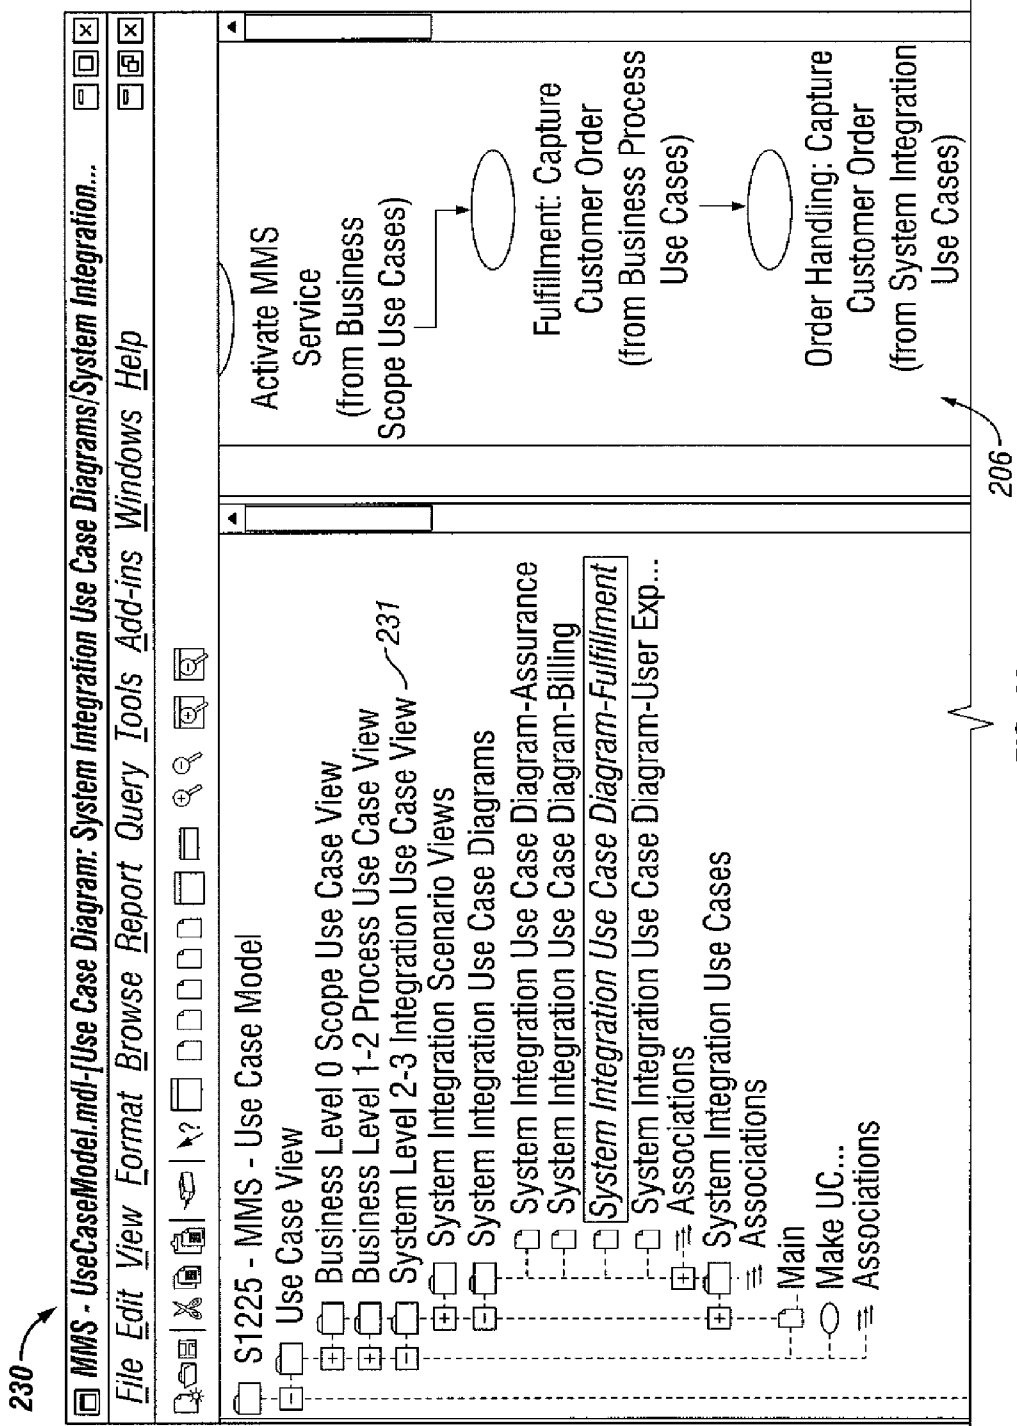 230
MMS - UseCaseModel.mdl-[Use Case Diagram: System Integration Use Case Diagrams/System Integration...
File Edit View Format Browse Report Query Tools Add-ins Windows Help
S1225 - MMS - Use Case Model
Use Case View
Business Level 0 Scope Use Case View
Business Level 1-2 Process Use Case View
System Level 2-3 Integration Use Case View
231
System Integration Scenario Views
System Integration Use Case Diagrams
System Integration Use Case Diagram-Assurance
System Integration Use Case Diagram-Billing
System Integration Use Case Diagram-Fulfillment
System Integration Use Case Diagram-User Exp...
Associations
System Integration Use Cases
Associations
Main
Make UC...
Associations
Activate MMIS
Service
(from Business
Scope Use Cases)
Fulfillment: Capture
Customer Order
(from Business Process
Use Cases)
Order Handling: Capture
Customer Order
(from System Integration
Use Cases)
206